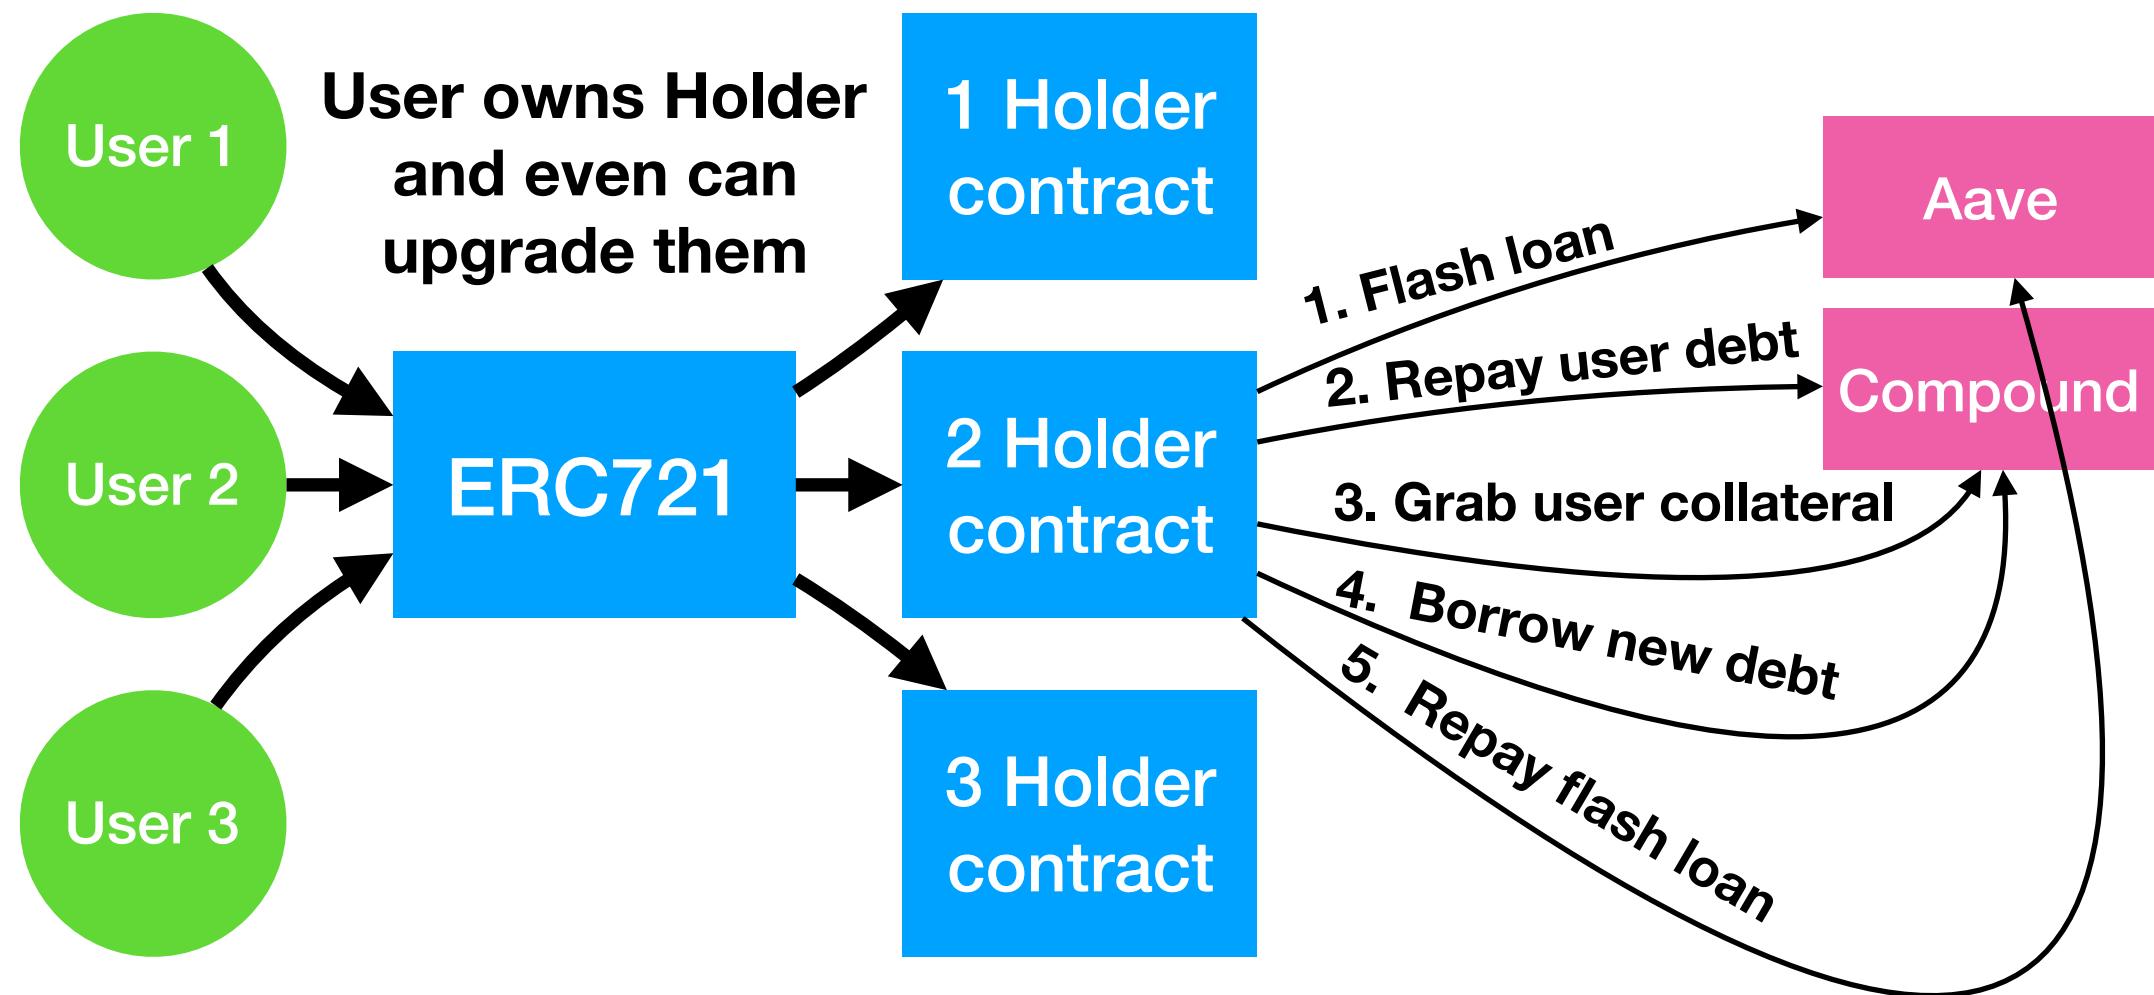 User 1
User owns Holder
and even can
upgrade them
1 Holder
contract
Aave
1. Flash loan
2. Repay user debt
Compound
User 2
ERC721
2 Holder
contract
3. Grab user collateral
4. Borrow new debt
5. Repay flash loan
User 3
3 Holder
contract